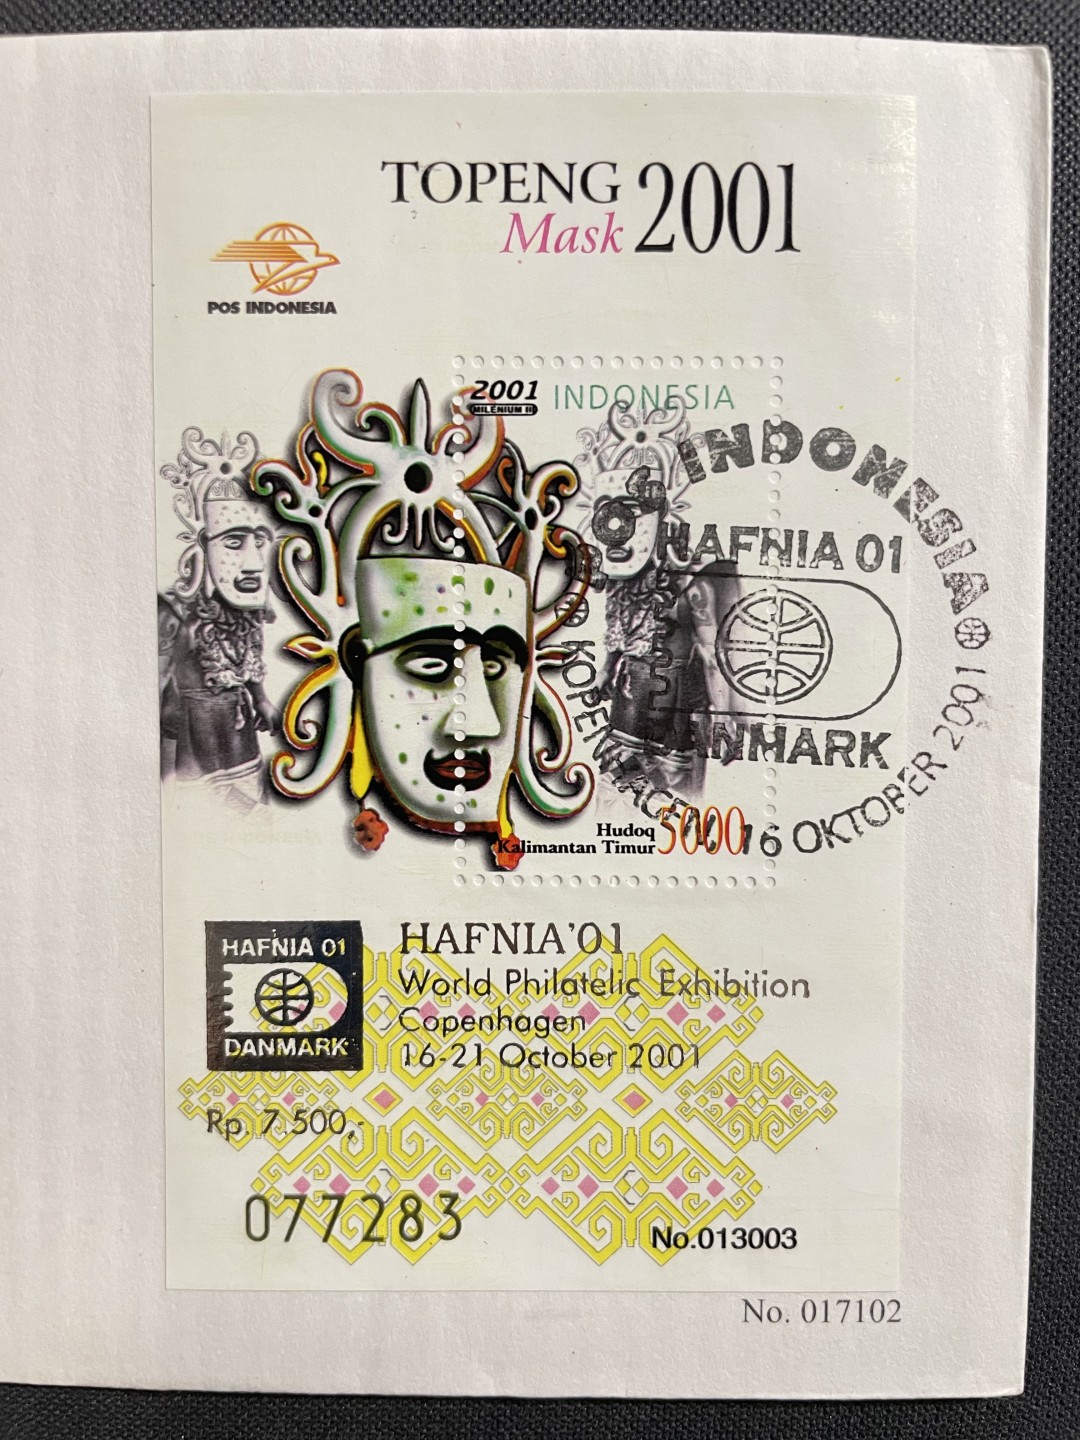 TOPENG
Mask 2001
POS INDONESIA
2001
MILENIUM III
INDONESIA
INDONESIA
HAFNIA 01
DANMARK
KOPENHAGEN, 16 OKTOBER 2001
Hudoq
Kalimantan Timur 5000
HAFNIA 01
DANMARK
HAFNIA'01
World Philatelic Exhibition
Copenhagen
16-21 October 2001
Rp. 7.500,-
077283
No.013003
No. 017102